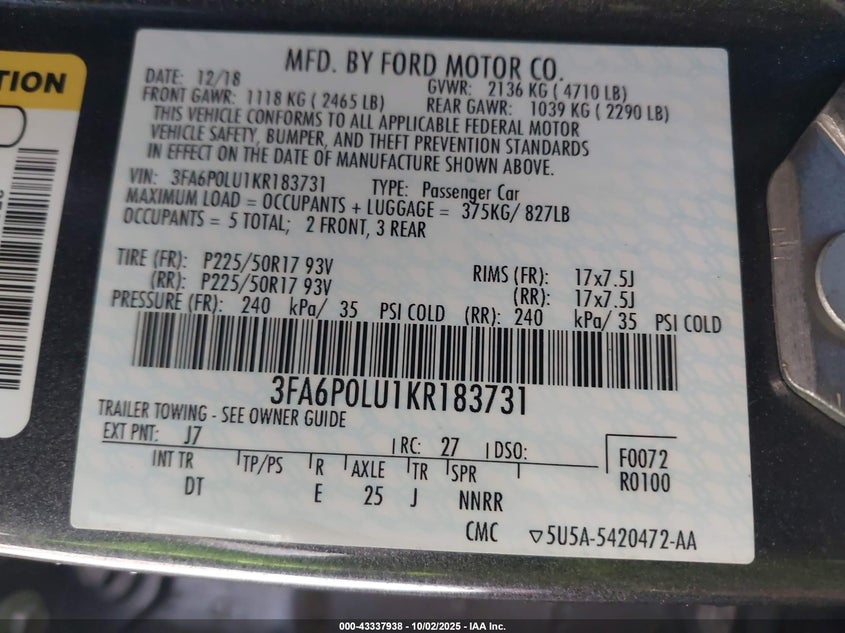 TION
MFD. BY FORD MOTOR CO.
DATE: 12/18 GVWR: 2136 KG ( 4710 LB)
FRONT GAWR: 1118 KG ( 2465 LB) REAR GAWR: 1039 KG ( 2290 LB)
THIS VEHICLE CONFORMS TO ALL APPLICABLE FEDERAL MOTOR
VEHICLE SAFETY, BUMPER, AND THEFT PREVENTION STANDARDS
IN EFFECT ON THE DATE OF MANUFACTURE SHOWN ABOVE.
VIN: 3FA6P0LU1KR183731 TYPE: Passenger Car
MAXIMUM LOAD = OCCUPANTS + LUGGAGE = 375KG/ 827LB
OCCUPANTS = 5 TOTAL; 2 FRONT, 3 REAR
TIRE (FR): P225/50R17 93V RIMS (FR): 17x7.5J
(RR): P225/50R17 93V (RR): 17x7.5J
PRESSURE (FR): 240 kPa/ 35 PSI COLD (RR): 240 kPa/ 35 PSI COLD
3FA6P0LU1KR183731
TRAILER TOWING - SEE OWNER GUIDE
EXT PNT: J7 RC: 27 DSO: F0072
INT TR TP/PS R AXLE TR SPR R0100
DT E 25 J NNRR
CMC ▽5U5A-5420472-AA
000-43337938 - 10/02/2025 - IAA Inc.